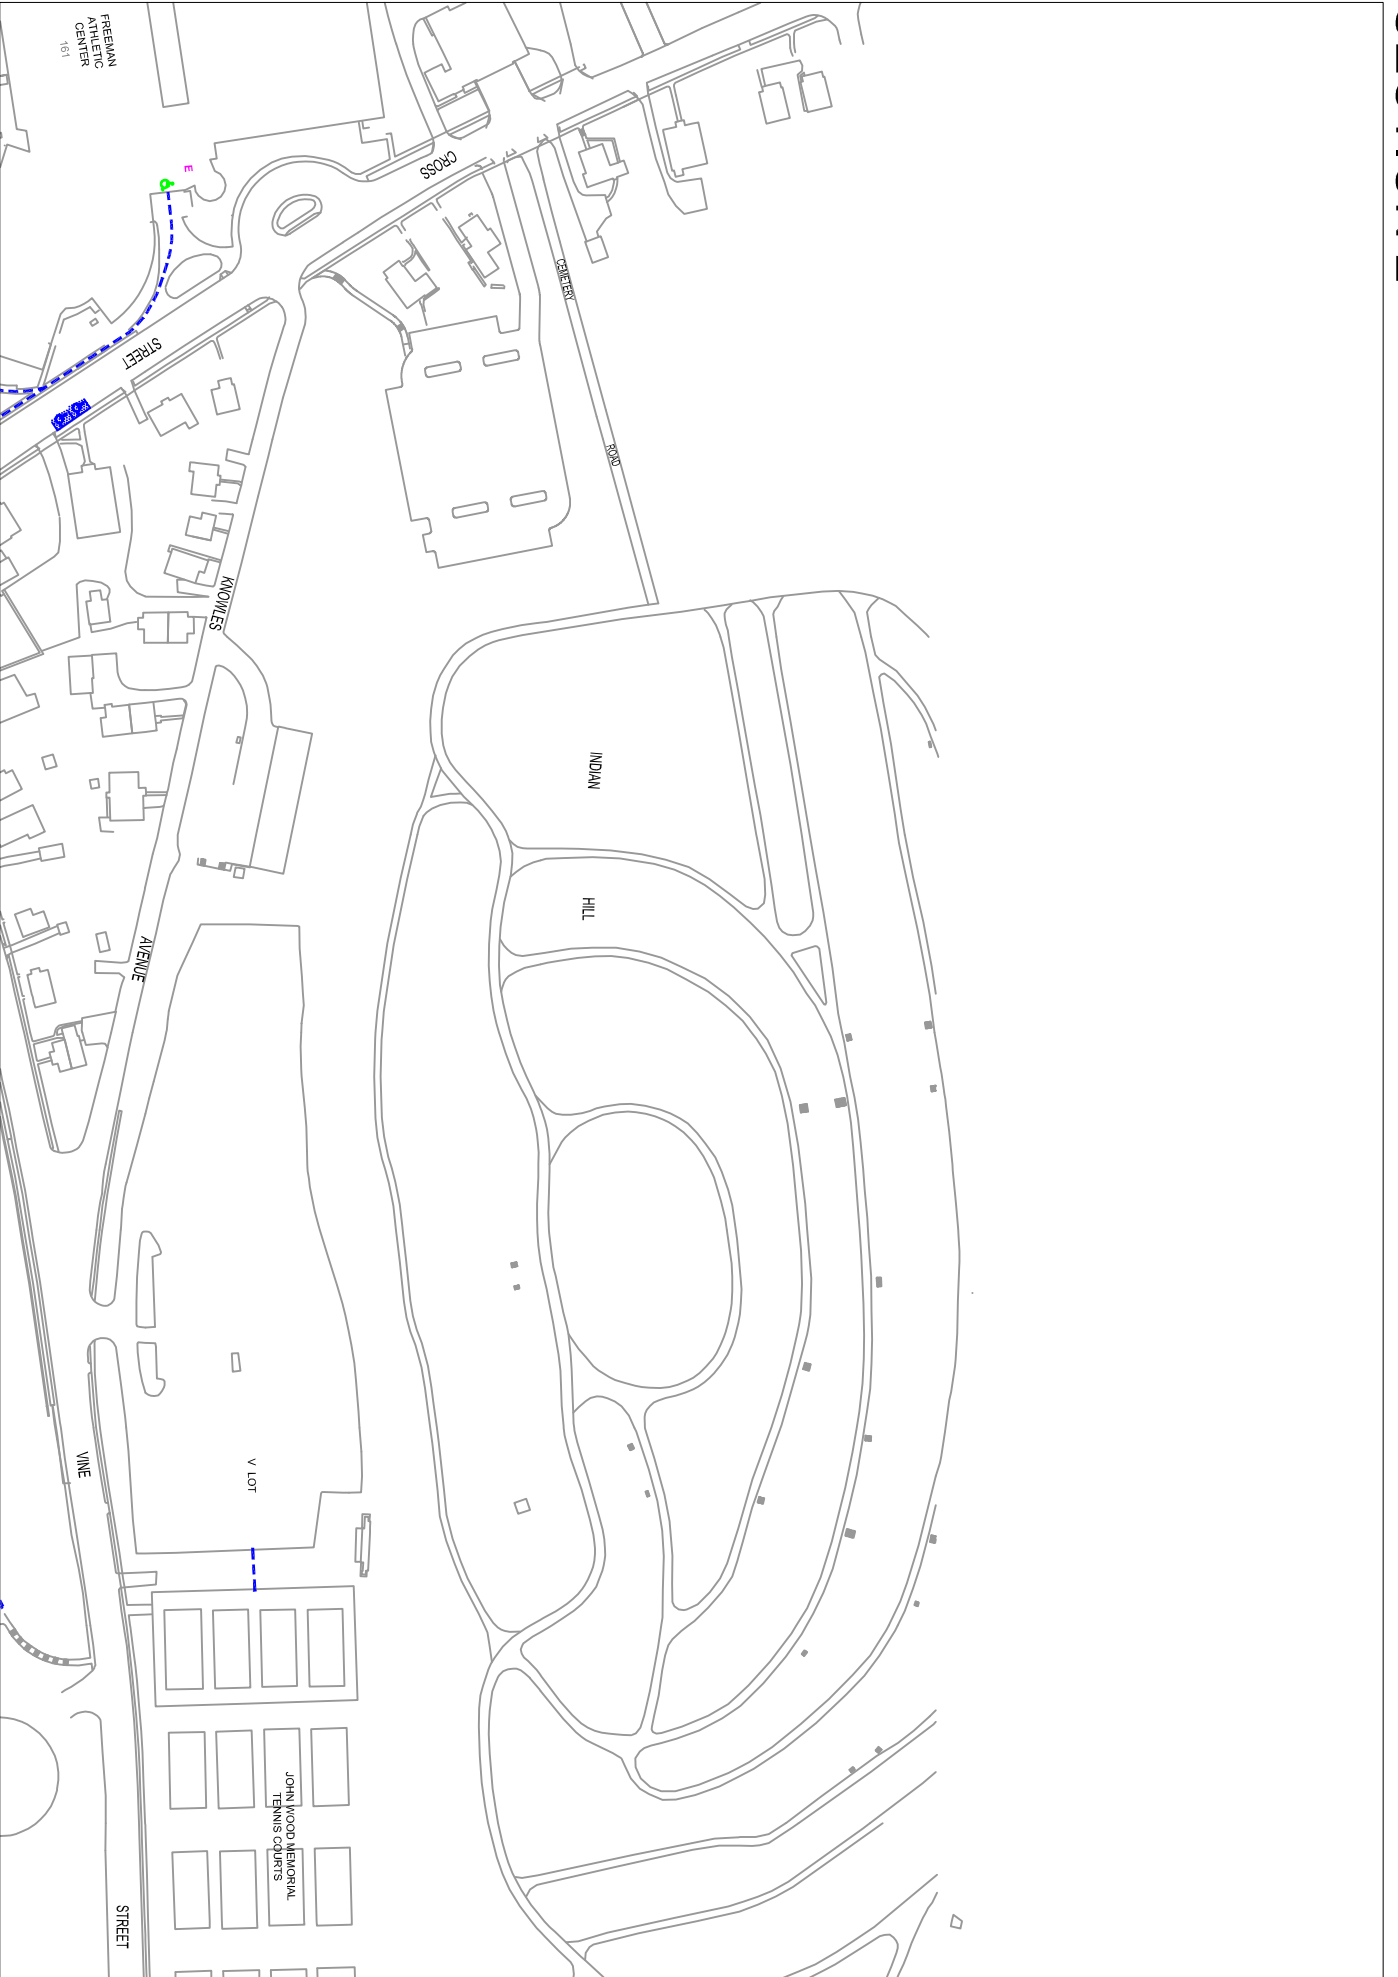 FREEMAN
ATHLETIC
CENTER
161
E
CROSS
STREET
CEMETERY
ROAD
KNOWLES
AVENUE
INDIAN
HILL
VINE
STREET
V LOT
JOHN WOOD MEMORIAL
TENNIS COURTS